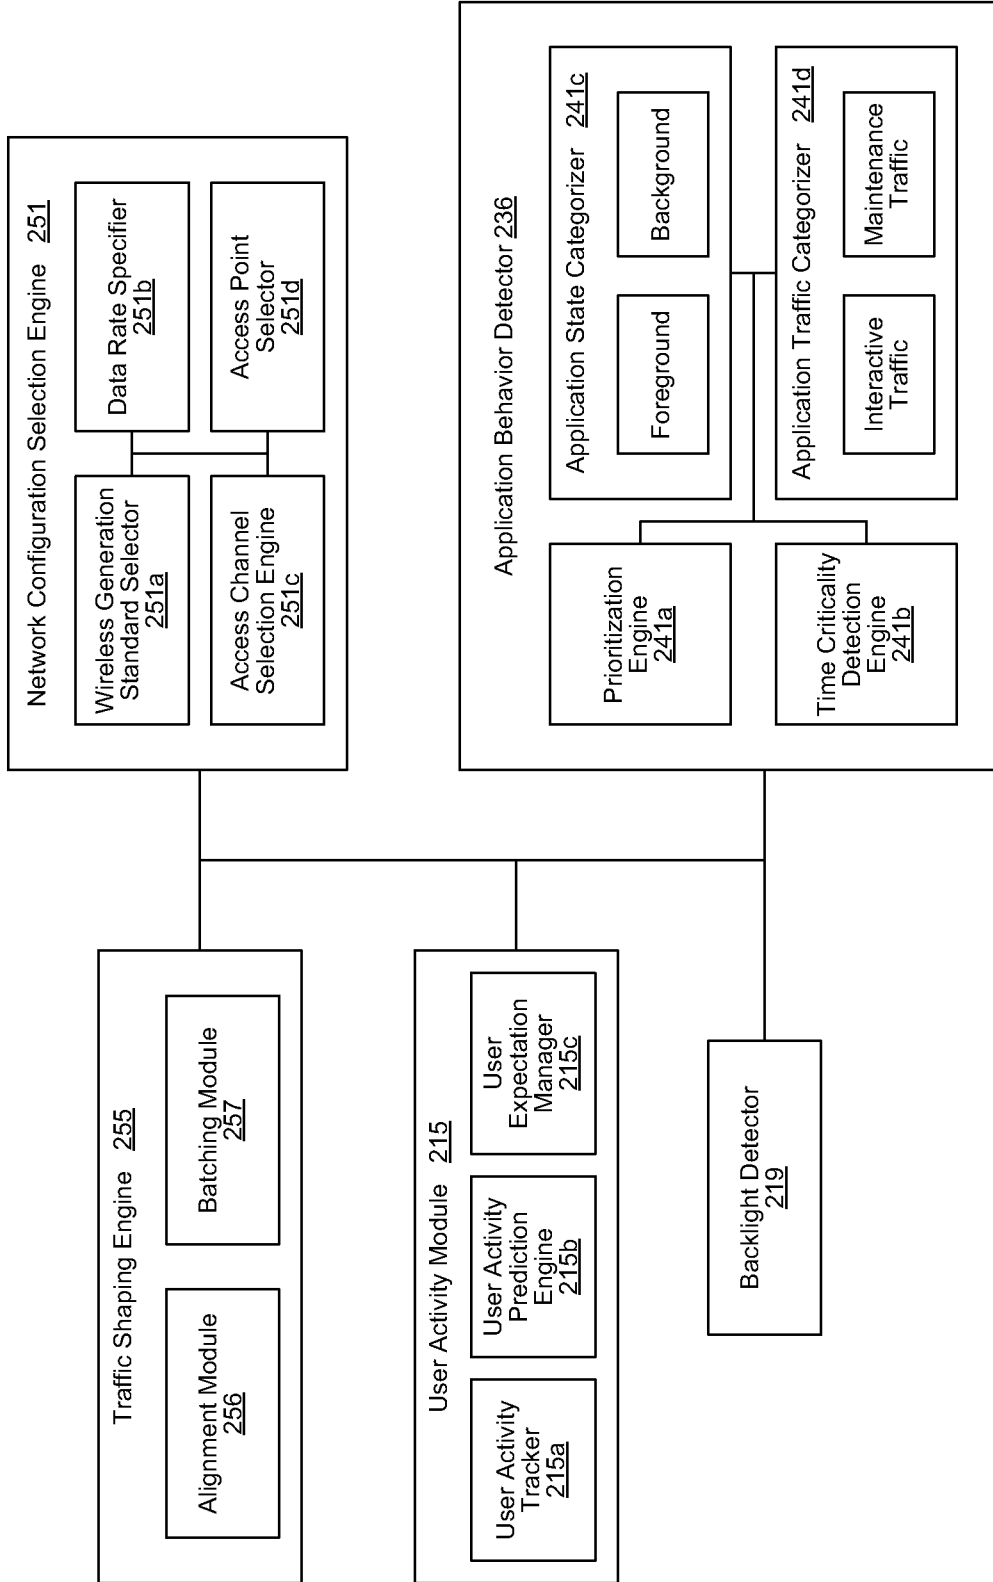 Traffic Shaping Engine 255
Alignment Module
256
Batching Module
257
Network Configuration Selection Engine 251
Wireless Generation
Standard Selector
251a
Data Rate Specifier
251b
Access Channel
Selection Engine
251c
Access Point
Selector
251d
User Activity Module 215
User Activity
Tracker
215a
User Activity
Prediction
Engine
215b
User
Expectation
Manager
215c
Backlight Detector
219
Application Behavior Detector 236
Prioritization
Engine
241a
Application State Categorizer 241c
Foreground
Background
Time Criticality
Detection
Engine
241b
Application Traffic Categorizer 241d
Interactive
Traffic
Maintenance
Traffic